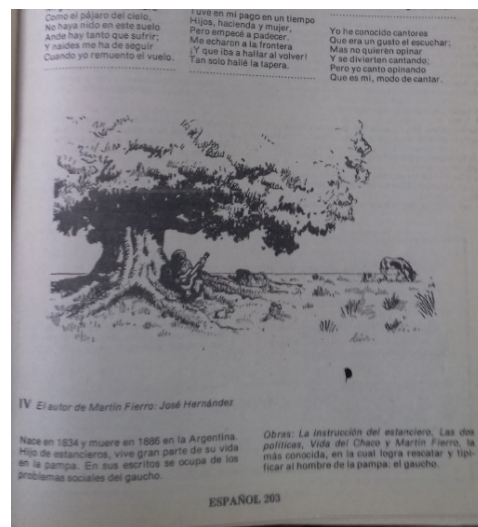 Como el pájaro del cielo,
No haya nido en este suelo
Ande hay tanto que sufrir;
Y naides me ha de seguir
Cuando yo remuento el vuelo.
Tuve en mi pago en un tiempo
Hijos, hacienda y mujer,
Pero empecé a padecer,
Me echaron a la frontera
¡Y que iba a hallar al volver!
Tan solo hallé la tapera.
Yo he conocido cantores
Que era un gusto el escuchar;
Mas no quieren opinar
Y se divierten cantando;
Pero yo canto opinando
Que es mi, modo de cantar.
IV El autor de Martín Fierro: José Hernández
Nace en 1834 y muere en 1886 en la Argentina.
Hijo de estancieros, vive gran parte de su vida
en la pampa. En sus escritos se ocupa de los
problemas sociales del gaucho.
Obras: La Instrucción del estanciero, Las dos
políticas, Vida del Chaco y Martín Fierro, la
más conocida, en la cual logra rescatar y tipi-
ficar al hombre de la pampa: el gaucho.
ESPAÑOL 203